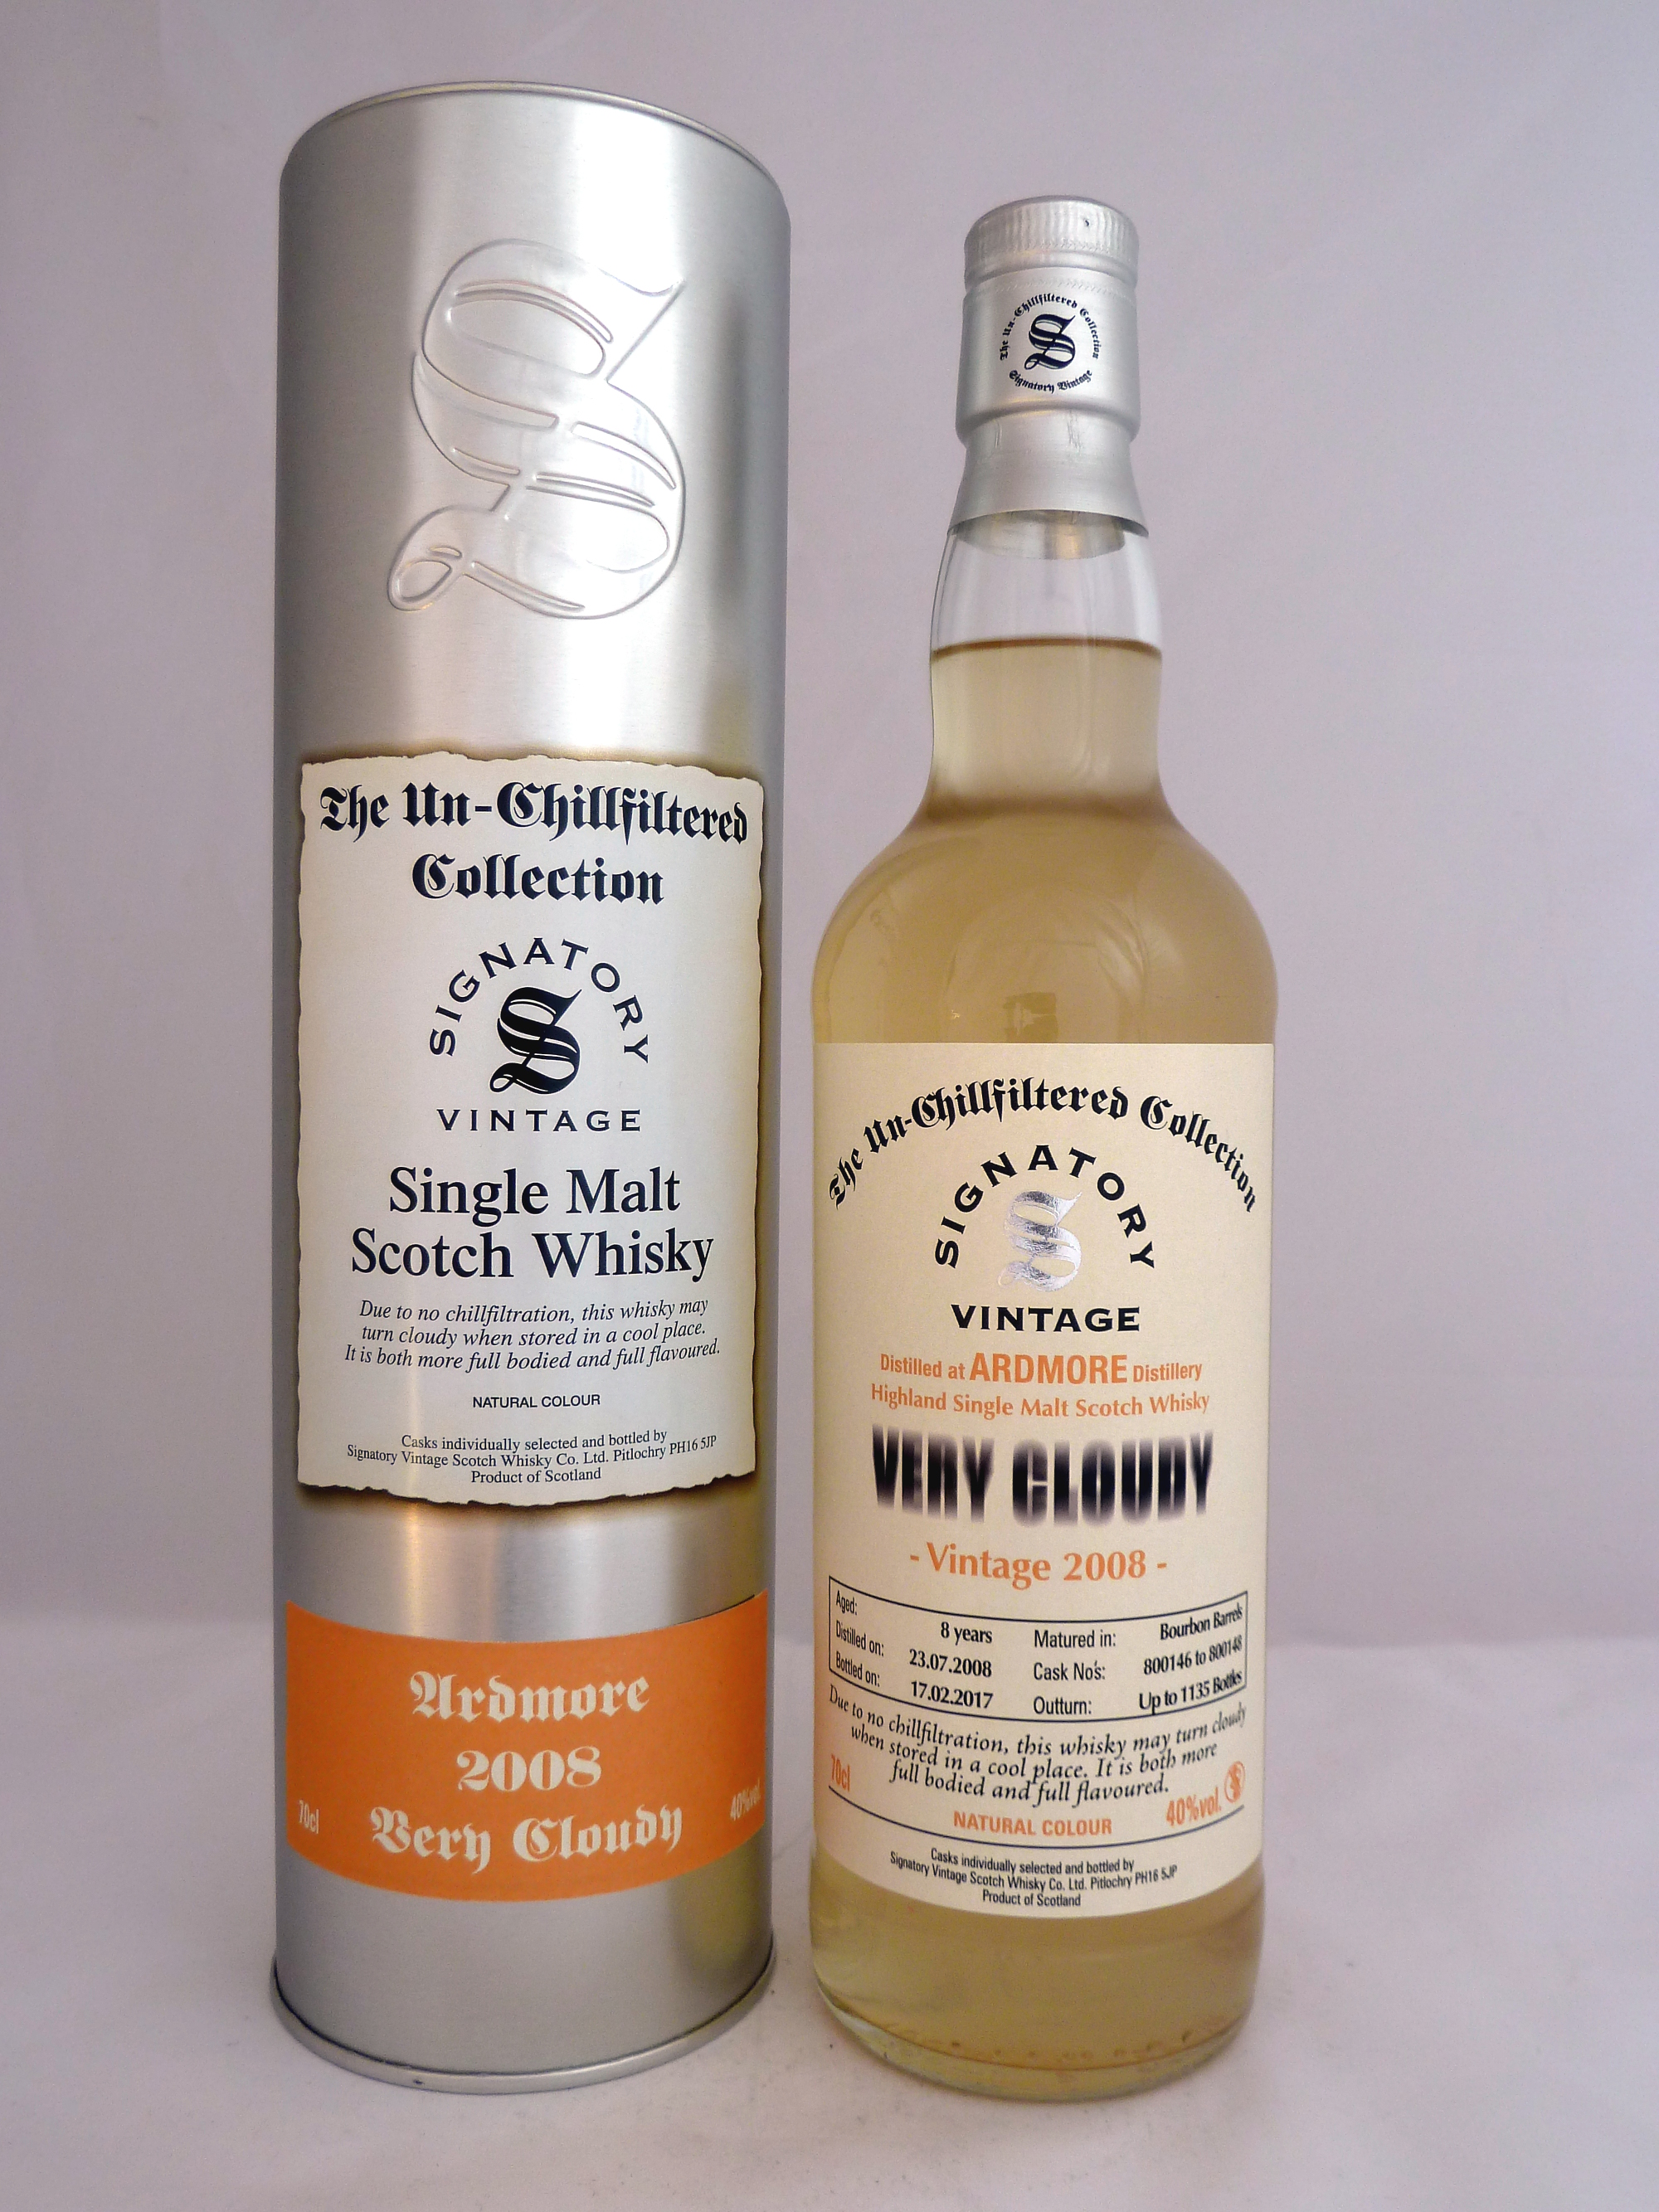 The Un-Chillfiltered
Collection
SIGNATORY
S
VINTAGE
Single Malt
Scotch Whisky
Due to no chillfiltration, this whisky may
turn cloudy when stored in a cool place.
It is both more full bodied and full flavoured.
NATURAL COLOUR
Casks individually selected and bottled by
Signatory Vintage Scotch Whisky Co. Ltd. Pitlochry PH16 5JP
Product of Scotland
Ardmore
2008
Very Cloudy
70cl
40%vol.
The Un-Chillfiltered Collection
S
Signatory Vintage
The Un-Chillfiltered Collection
SIGNATORY
S
VINTAGE
Distilled at ARDMORE Distillery
Highland Single Malt Scotch Whisky
VERY CLOUDY
- Vintage 2008 -
Aged: 8 years Matured in: Bourbon Barrels
Distilled on: 23.07.2008 Cask No's: 800146 to 800148
Bottled on: 17.02.2017 Outturn: Up to 1135 Bottles
Due to no chillfiltration, this whisky may turn cloudy
when stored in a cool place. It is both more
full bodied and full flavoured.
70cl
NATURAL COLOUR
40%vol.
S
Casks individually selected and bottled by
Signatory Vintage Scotch Whisky Co. Ltd. Pitlochry PH16 5JP
Product of Scotland